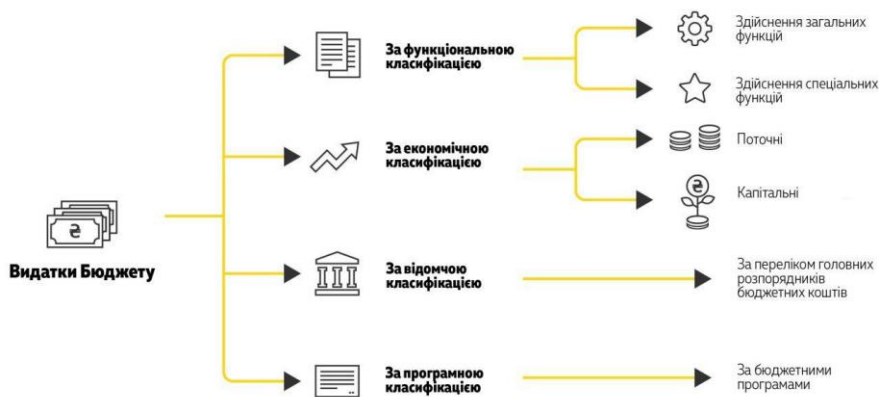 За функціональною
класифікацією
Здійснення загальних
функцій
Здійснення спеціальних
функцій
За економічною
класифікацією
Поточні
Капітальні
₴
₴
Видатки Бюджету
За відомчою
класифікацією
За переліком головних
розпорядників
бюджетних коштів
За програмною
класифікацією
За бюджетними
програмами